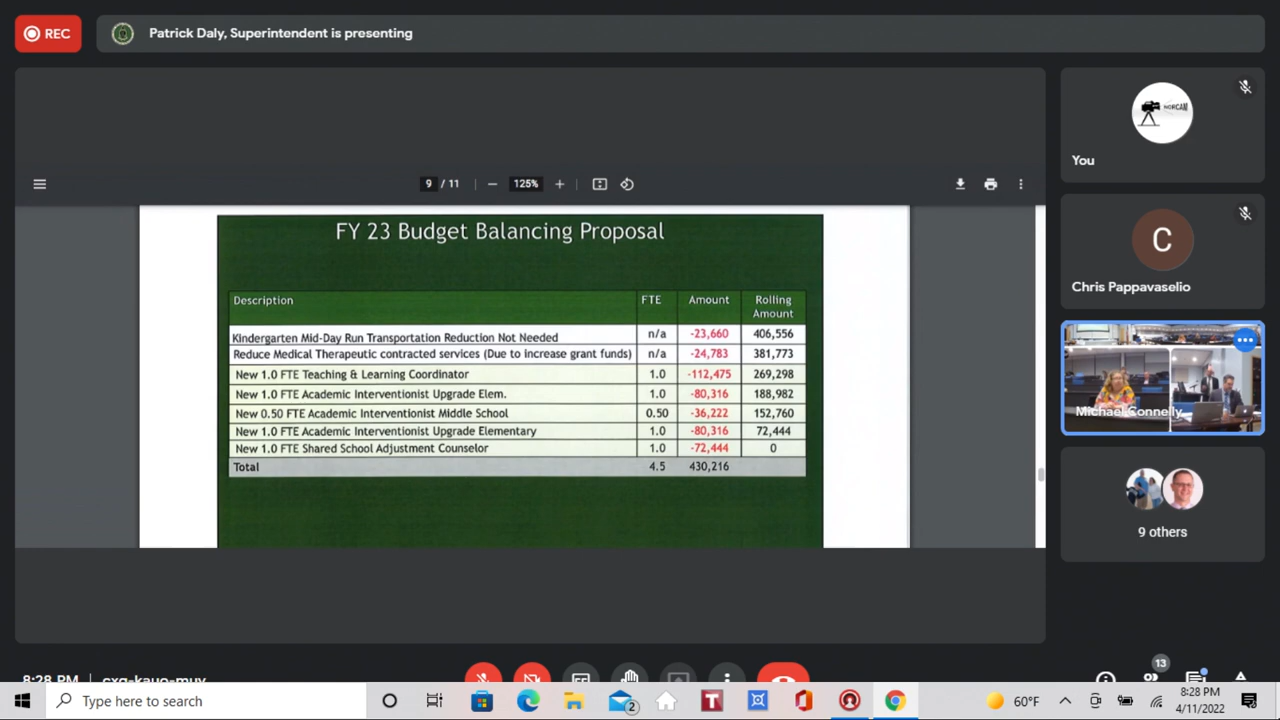 REC
Patrick Daly, Superintendent is presenting
9 / 11
125%
FY 23 Budget Balancing Proposal
Description FTE Amount Rolling Amount
Kindergarten Mid-Day Run Transportation Reduction Not Needed n/a -23,660 406,556
Reduce Medical Therapeutic contracted services (Due to increase grant funds) n/a -24,783 381,773
New 1.0 FTE Teaching & Learning Coordinator 1.0 -112,475 269,298
New 1.0 FTE Academic Interventionist Upgrade Elem. 1.0 -80,316 188,982
New 0.50 FTE Academic Interventionist Middle School 0.50 -36,222 152,760
New 1.0 FTE Academic Interventionist Upgrade Elementary 1.0 -80,316 72,444
New 1.0 FTE Shared School Adjustment Counselor 1.0 -72,444 0
Total 4.5 430,216
NORCAM
You
C
Chris Pappavaselio
Michael Connelly
9 others
8:28 PM
cxg-kauo-muv
13
Type here to search
2
T
60°F
8:28 PM
4/11/2022